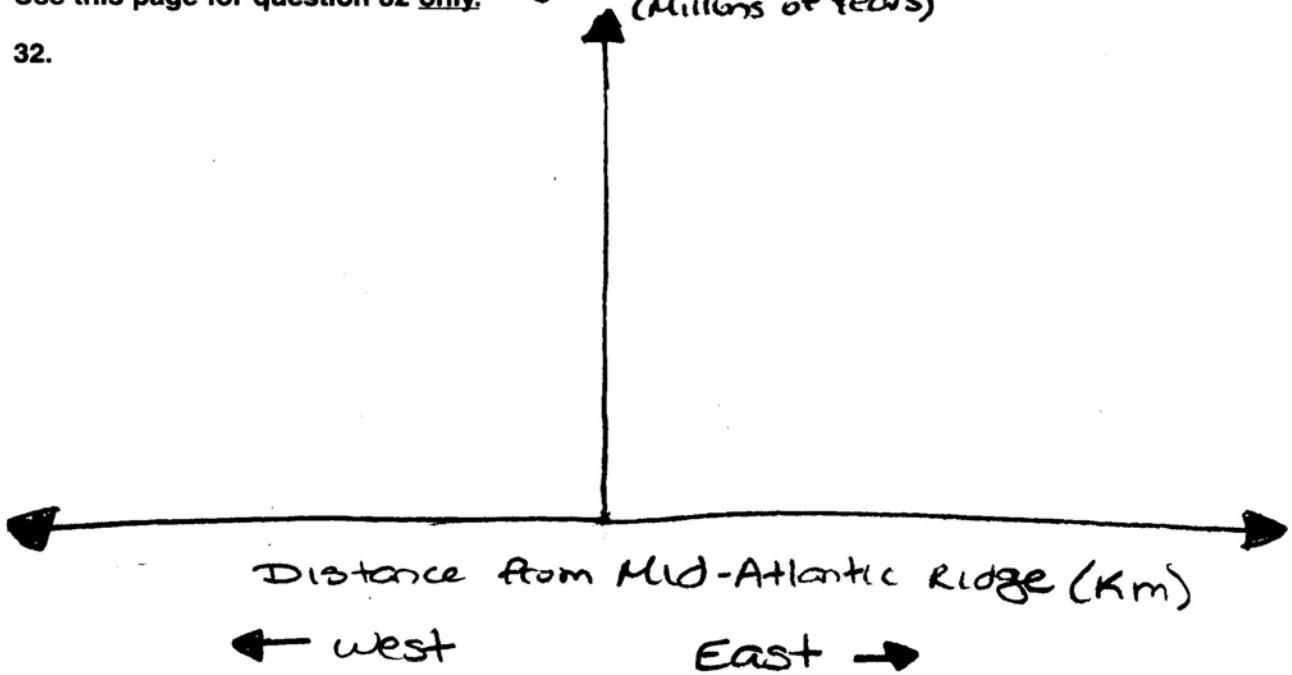 Use this page for question 32 only.
(Millions of Years)
32.
Distance from Mid-Atlantic Ridge (Km)
← West East →